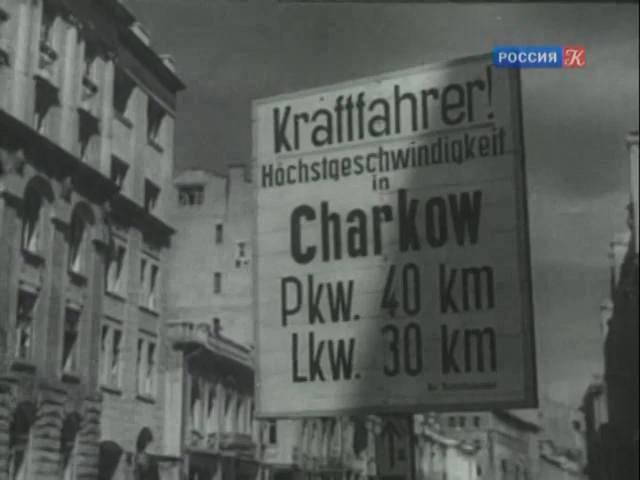 РОССИЯ К
Kraftfahrer!
Höchstgeschwindigkeit
in
Charkow
Pkw. 40 km
Lkw. 30 km